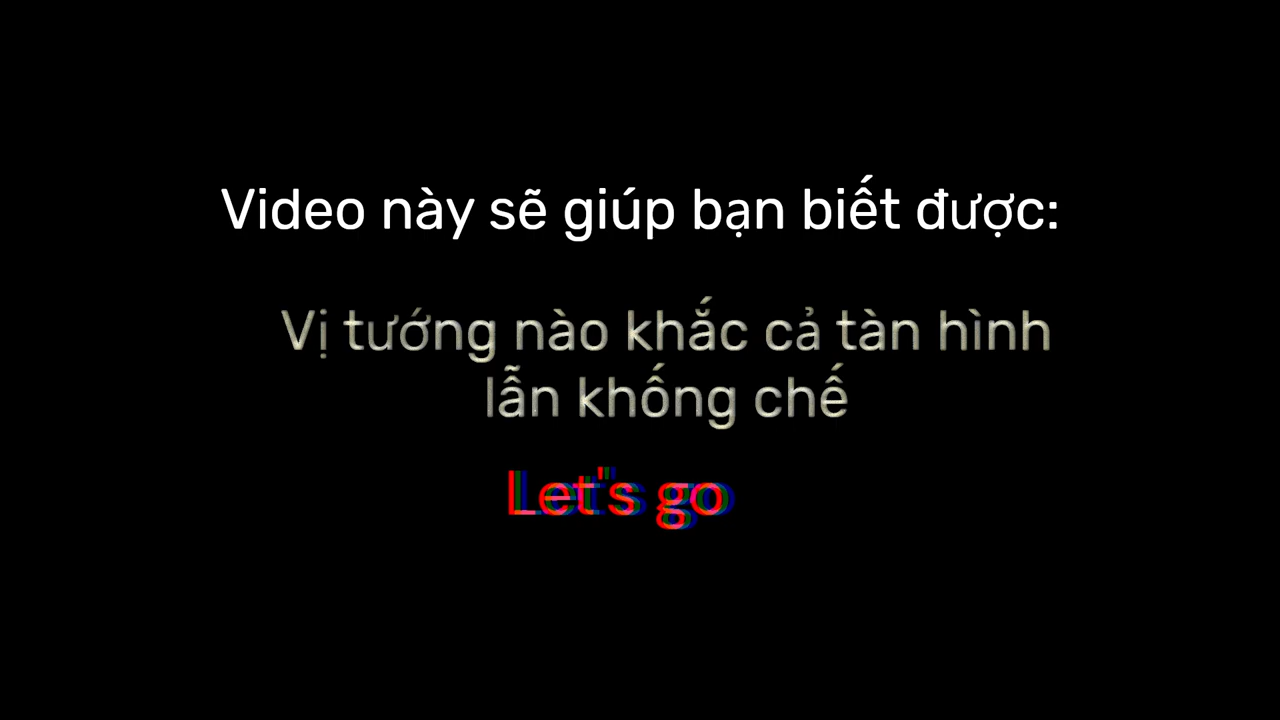 Video này sẽ giúp bạn biết được:
Vị tướng nào khắc cả tàn hình
lẫn khống chế
Let's go